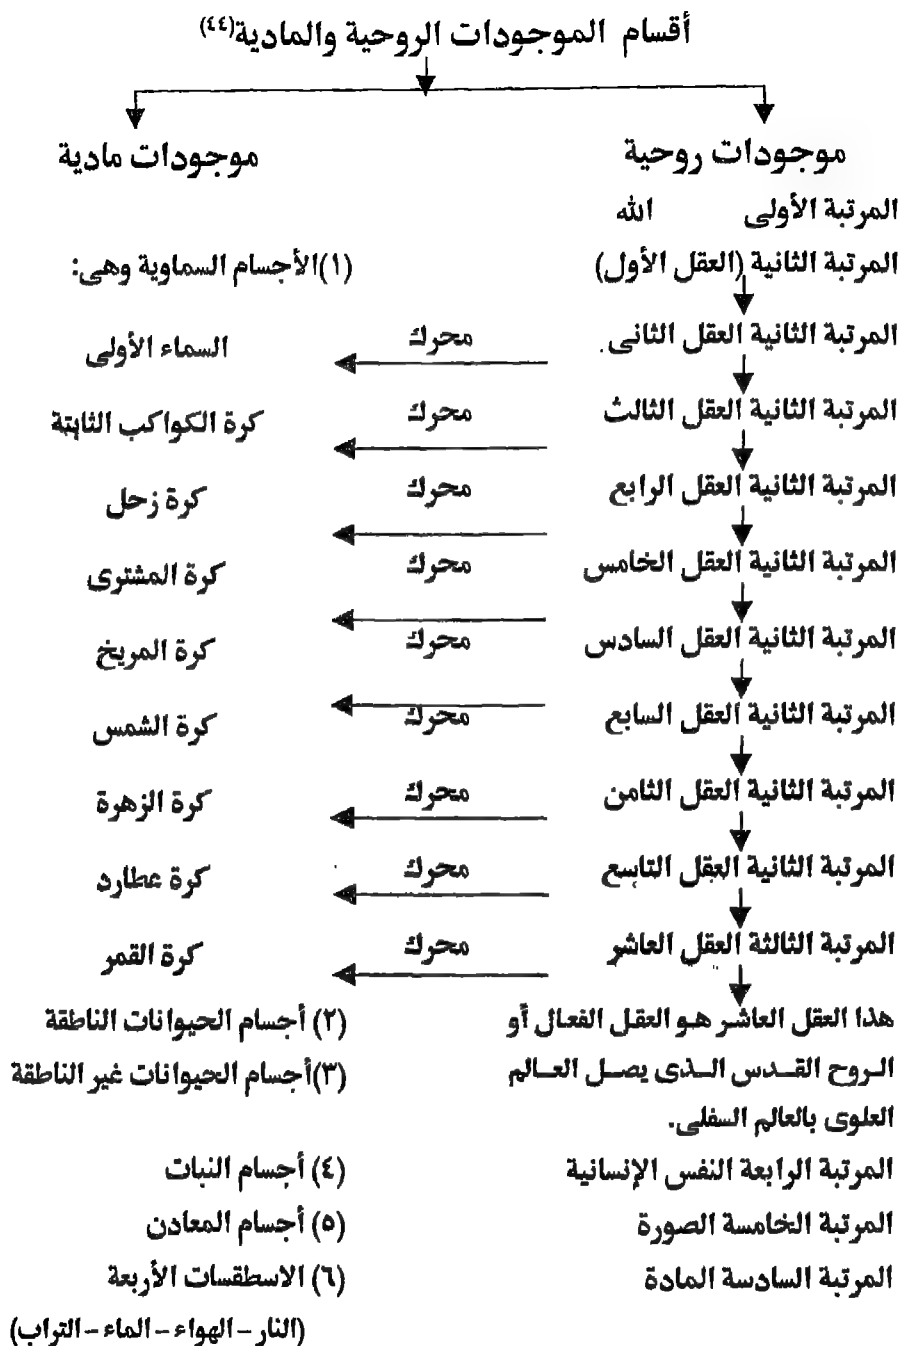 أقسام الموجودات الروحية والمادية(٤٤)
موجودات روحية
موجودات مادية
المرتبة الأولى الله
المرتبة الثانية (العقل الأول)
(١)الأجسام السماوية وهى:
المرتبة الثانية العقل الثانى
محرك
السماء الأولى
المرتبة الثانية العقل الثالث
محرك
كرة الكواكب الثابتة
المرتبة الثانية العقل الرابع
محرك
كرة زحل
المرتبة الثانية العقل الخامس
محرك
كرة المشترى
المرتبة الثانية العقل السادس
محرك
كرة المريخ
المرتبة الثانية العقل السابع
محرك
كرة الشمس
المرتبة الثانية العقل الثامن
محرك
كرة الزهرة
المرتبة الثانية العقل التاسع
محرك
كرة عطارد
المرتبة الثالثة العقل العاشر
محرك
كرة القمر
هذا العقل العاشر هو العقل الفعال أو
(٢) أجسام الحيوانات الناطقة
الروح القدس الذى يصل العالم
(٣)أجسام الحيوانات غير الناطقة
العلوى بالعالم السفلى.
المرتبة الرابعة النفس الإنسانية
(٤) أجسام النبات
المرتبة الخامسة الصورة
(٥) أجسام المعادن
المرتبة السادسة المادة
(٦) الاسطقسات الأربعة
(النار – الهواء – الماء – التراب)